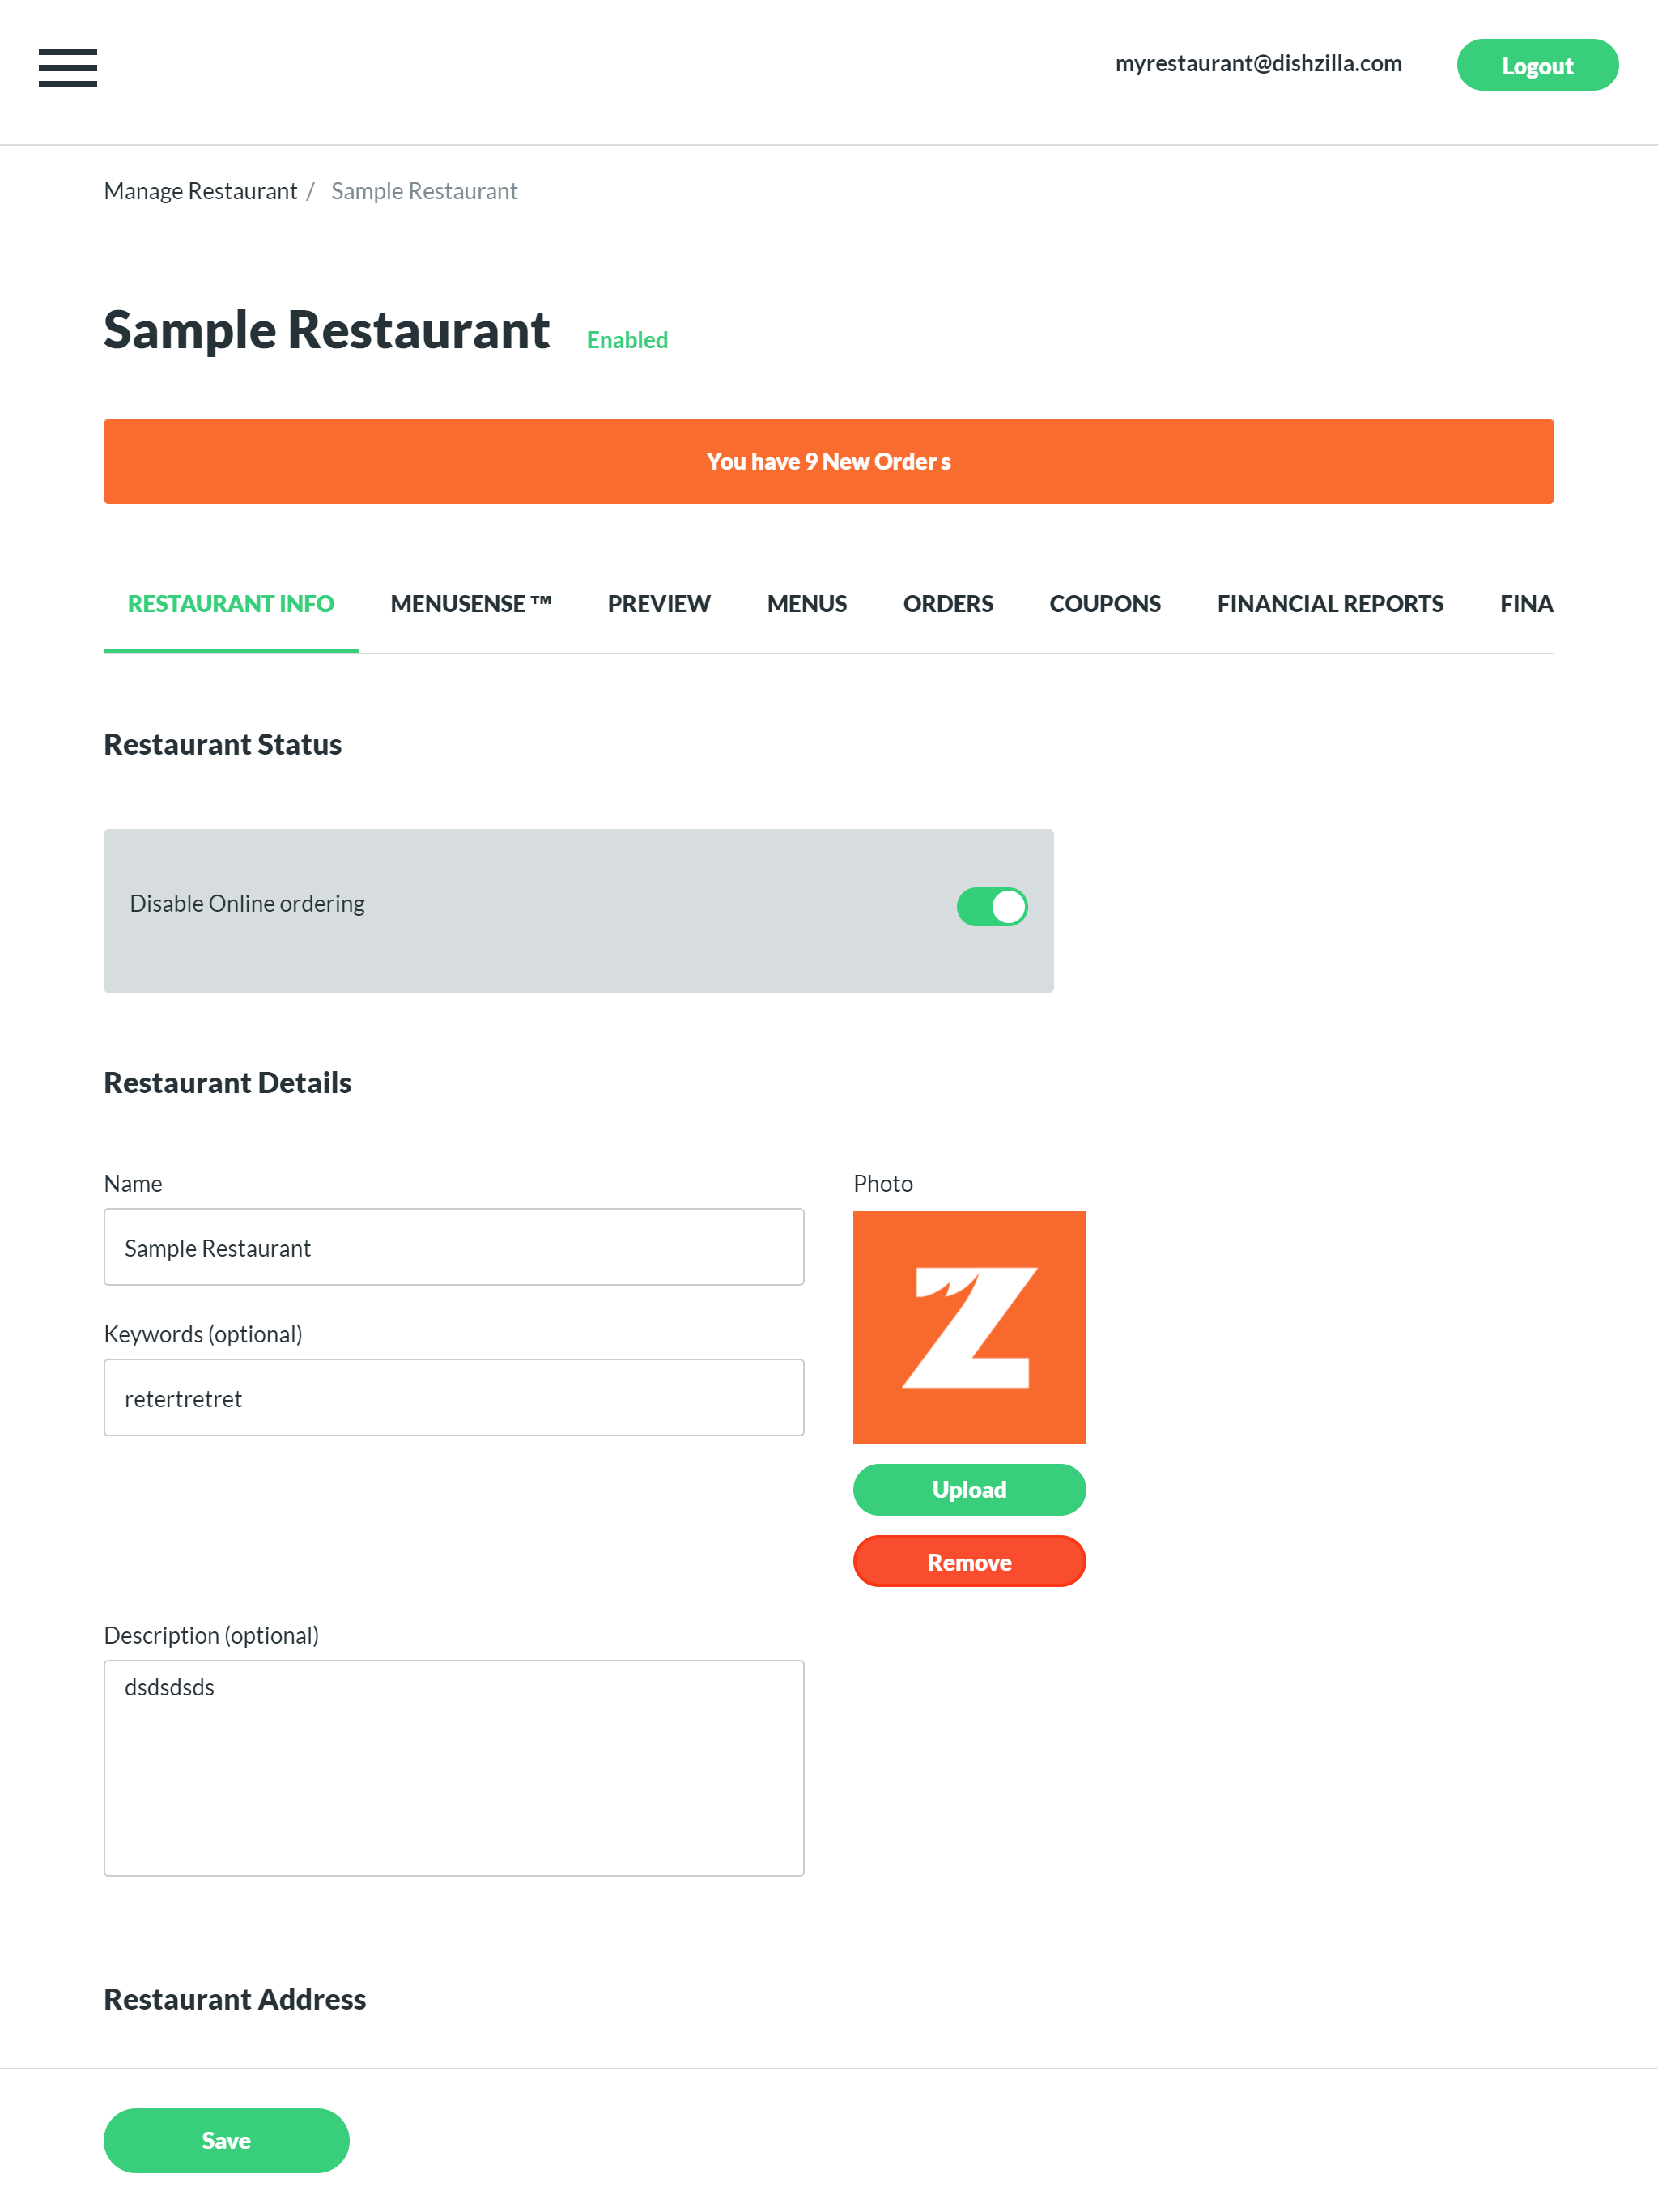 myrestaurant@dishzilla.com
Logout
Manage Restaurant / Sample Restaurant
Sample Restaurant Enabled
You have 9 New Order s
RESTAURANT INFO MENUSENSE ™ PREVIEW MENUS ORDERS COUPONS FINANCIAL REPORTS FINA
Restaurant Status
Disable Online ordering
Restaurant Details
Name
Sample Restaurant
Keywords (optional)
retertretret
Photo
Z
Upload
Remove
Description (optional)
dsdsdsds
Restaurant Address
Save